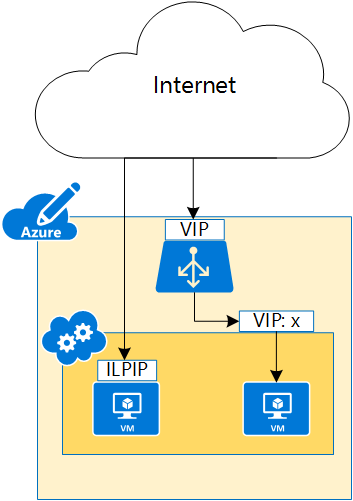 Internet
VIP
Azure
VIP: x
ILPIP
VM
VM